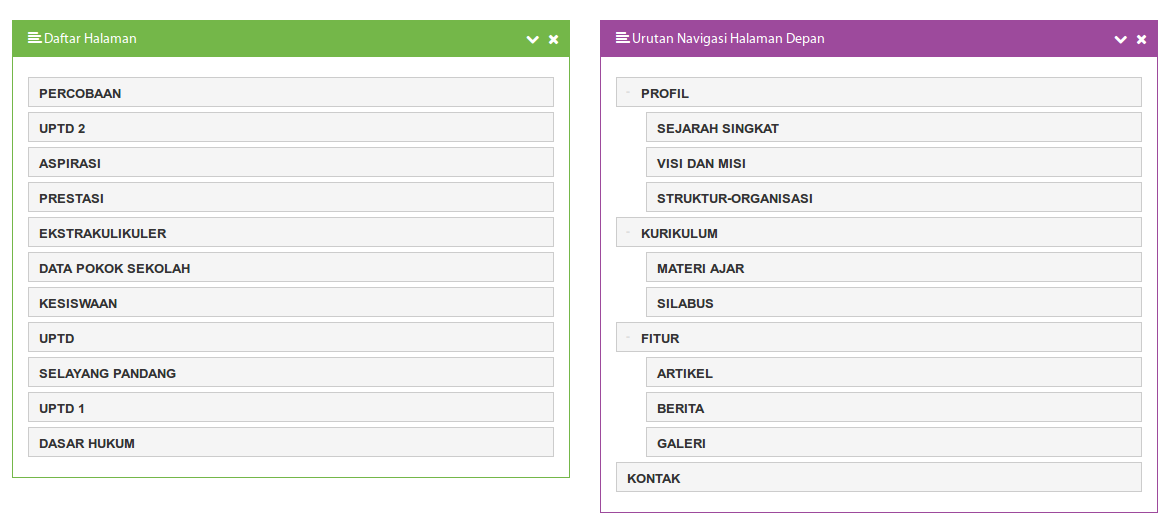 Daftar Halaman
PERCOBAAN
UPTD 2
ASPIRASI
PRESTASI
EKSTRAKULIKULER
DATA POKOK SEKOLAH
KESISWAAN
UPTD
SELAYANG PANDANG
UPTD 1
DASAR HUKUM
Urutan Navigasi Halaman Depan
PROFIL
SEJARAH SINGKAT
VISI DAN MISI
STRUKTUR-ORGANISASI
KURIKULUM
MATERI AJAR
SILABUS
FITUR
ARTIKEL
BERITA
GALERI
KONTAK